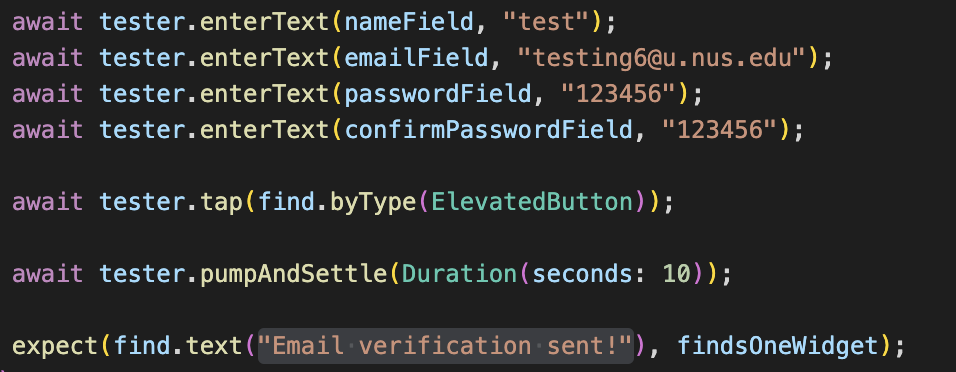 await tester.enterText(nameField, "test");
await tester.enterText(emailField, "testing6@u.nus.edu");
await tester.enterText(passwordField, "123456");
await tester.enterText(confirmPasswordField, "123456");
await tester.tap(find.byType(ElevatedButton));
await tester.pumpAndSettle(Duration(seconds: 10));
expect(find.text("Email verification sent!"), findsOneWidget);